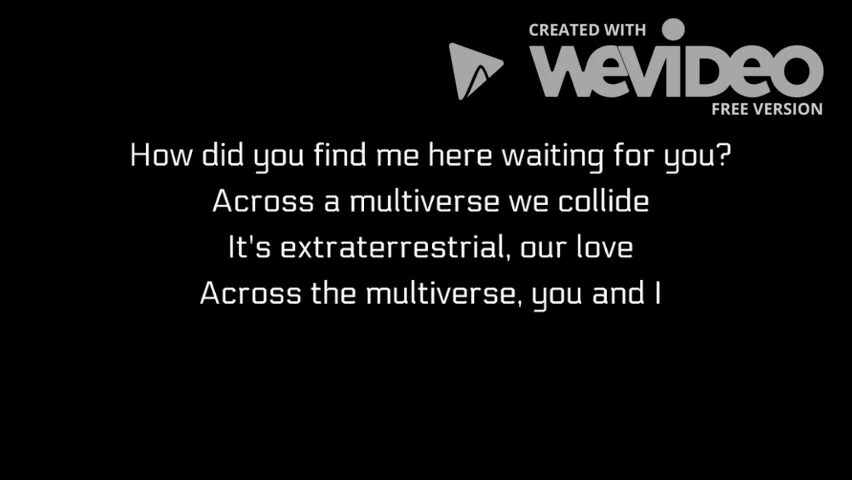 CREATED WITH
WEVIDEO
FREE VERSION
How did you find me here waiting for you?
Across a multiverse we collide
It's extraterrestrial, our love
Across the multiverse, you and I